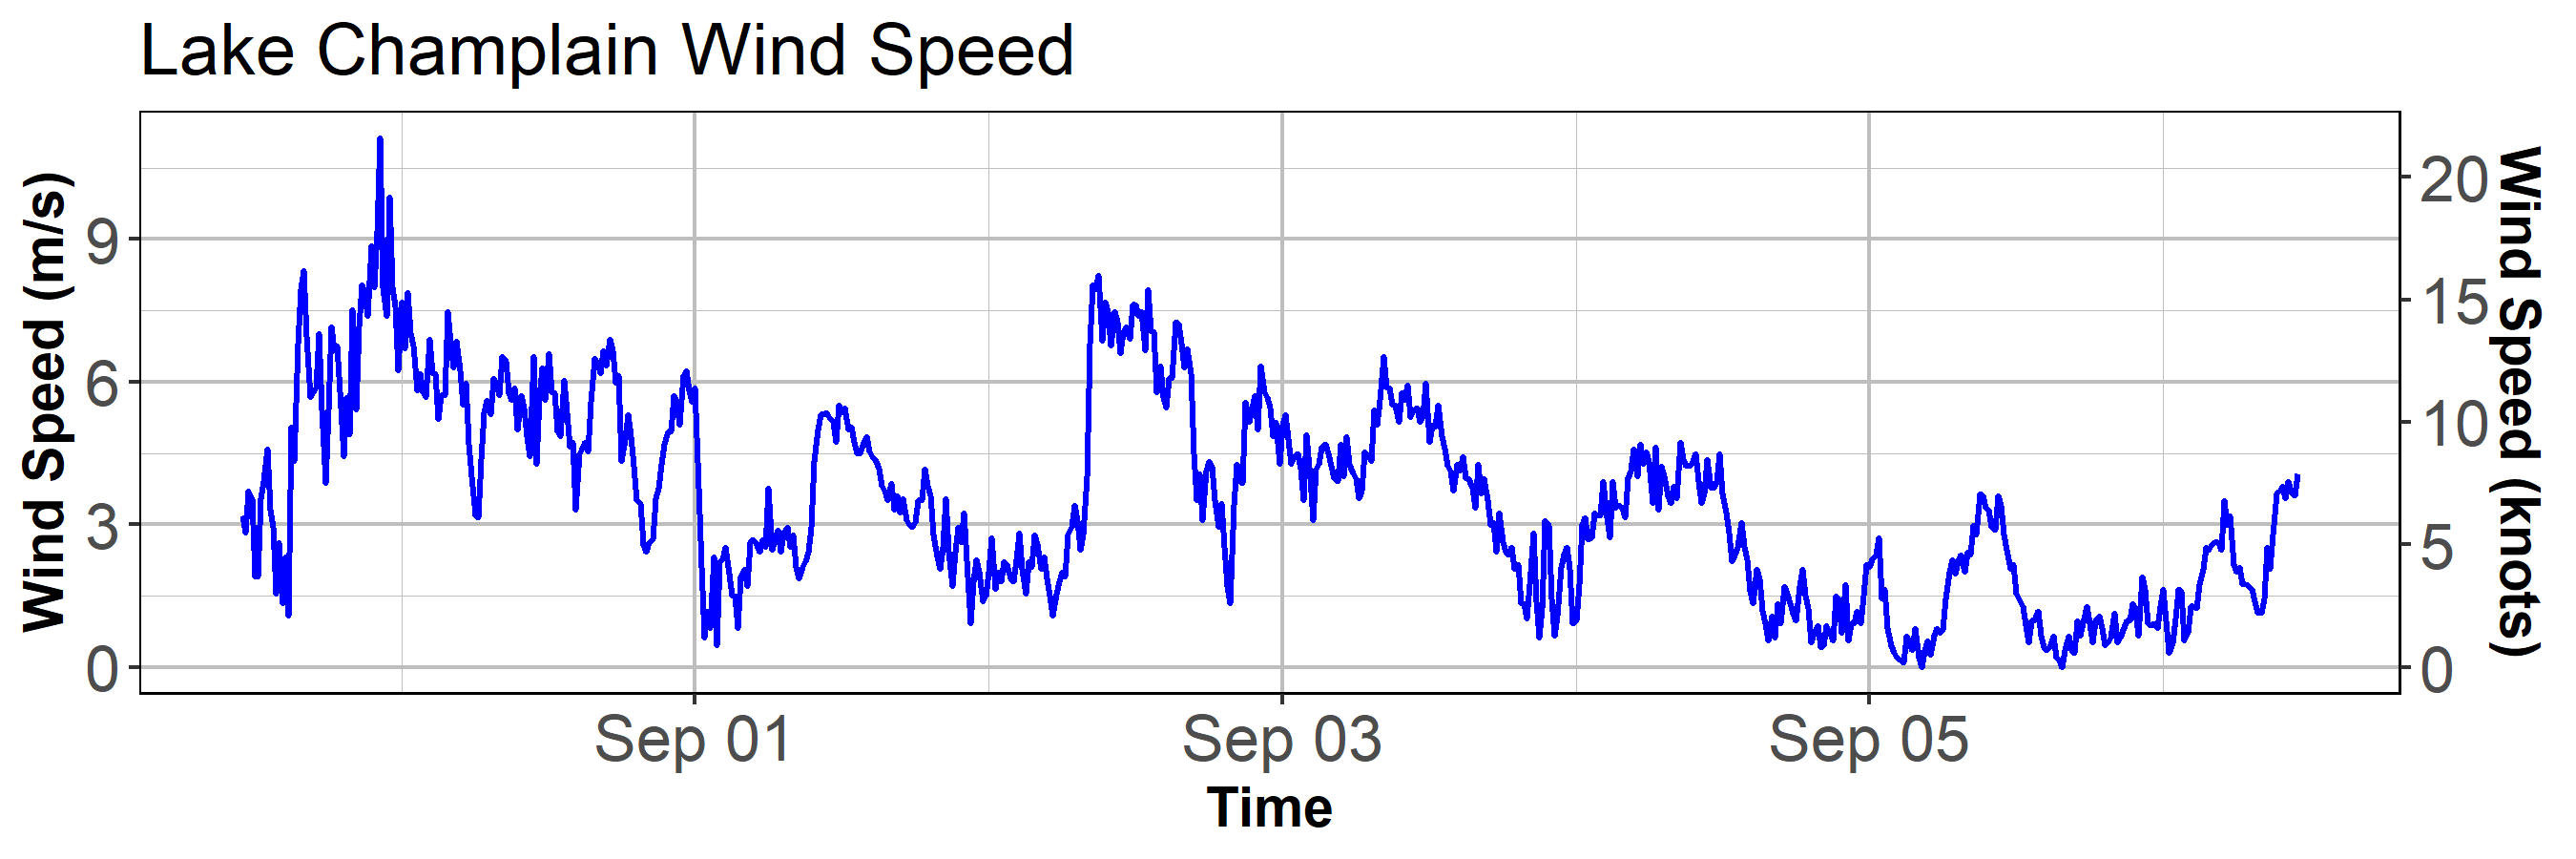 Lake Champlain Wind Speed
Wind Speed (m/s)
9
6
3
0
20
15
10
5
0
Wind Speed (knots)
Sep 01 Sep 03 Sep 05
Time